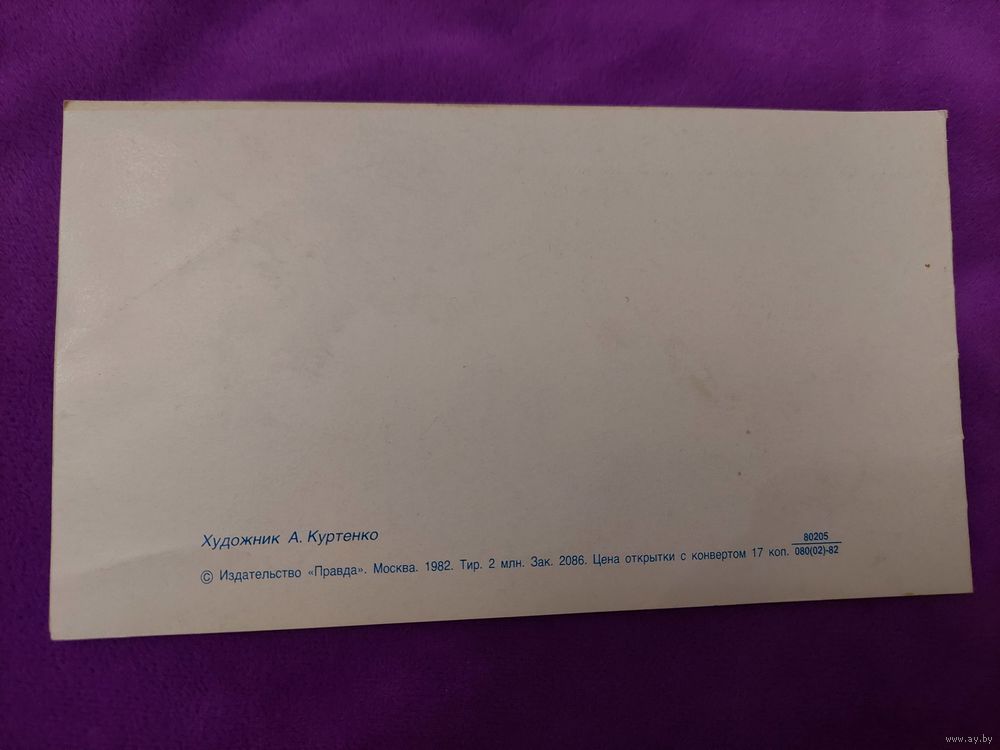 Художник А. Куртенко
80205
© Издательство «Правда». Москва. 1982. Тир. 2 млн. Зак. 2086. Цена открытки с конвертом 17 коп. 080(02)-82
www.ay.by